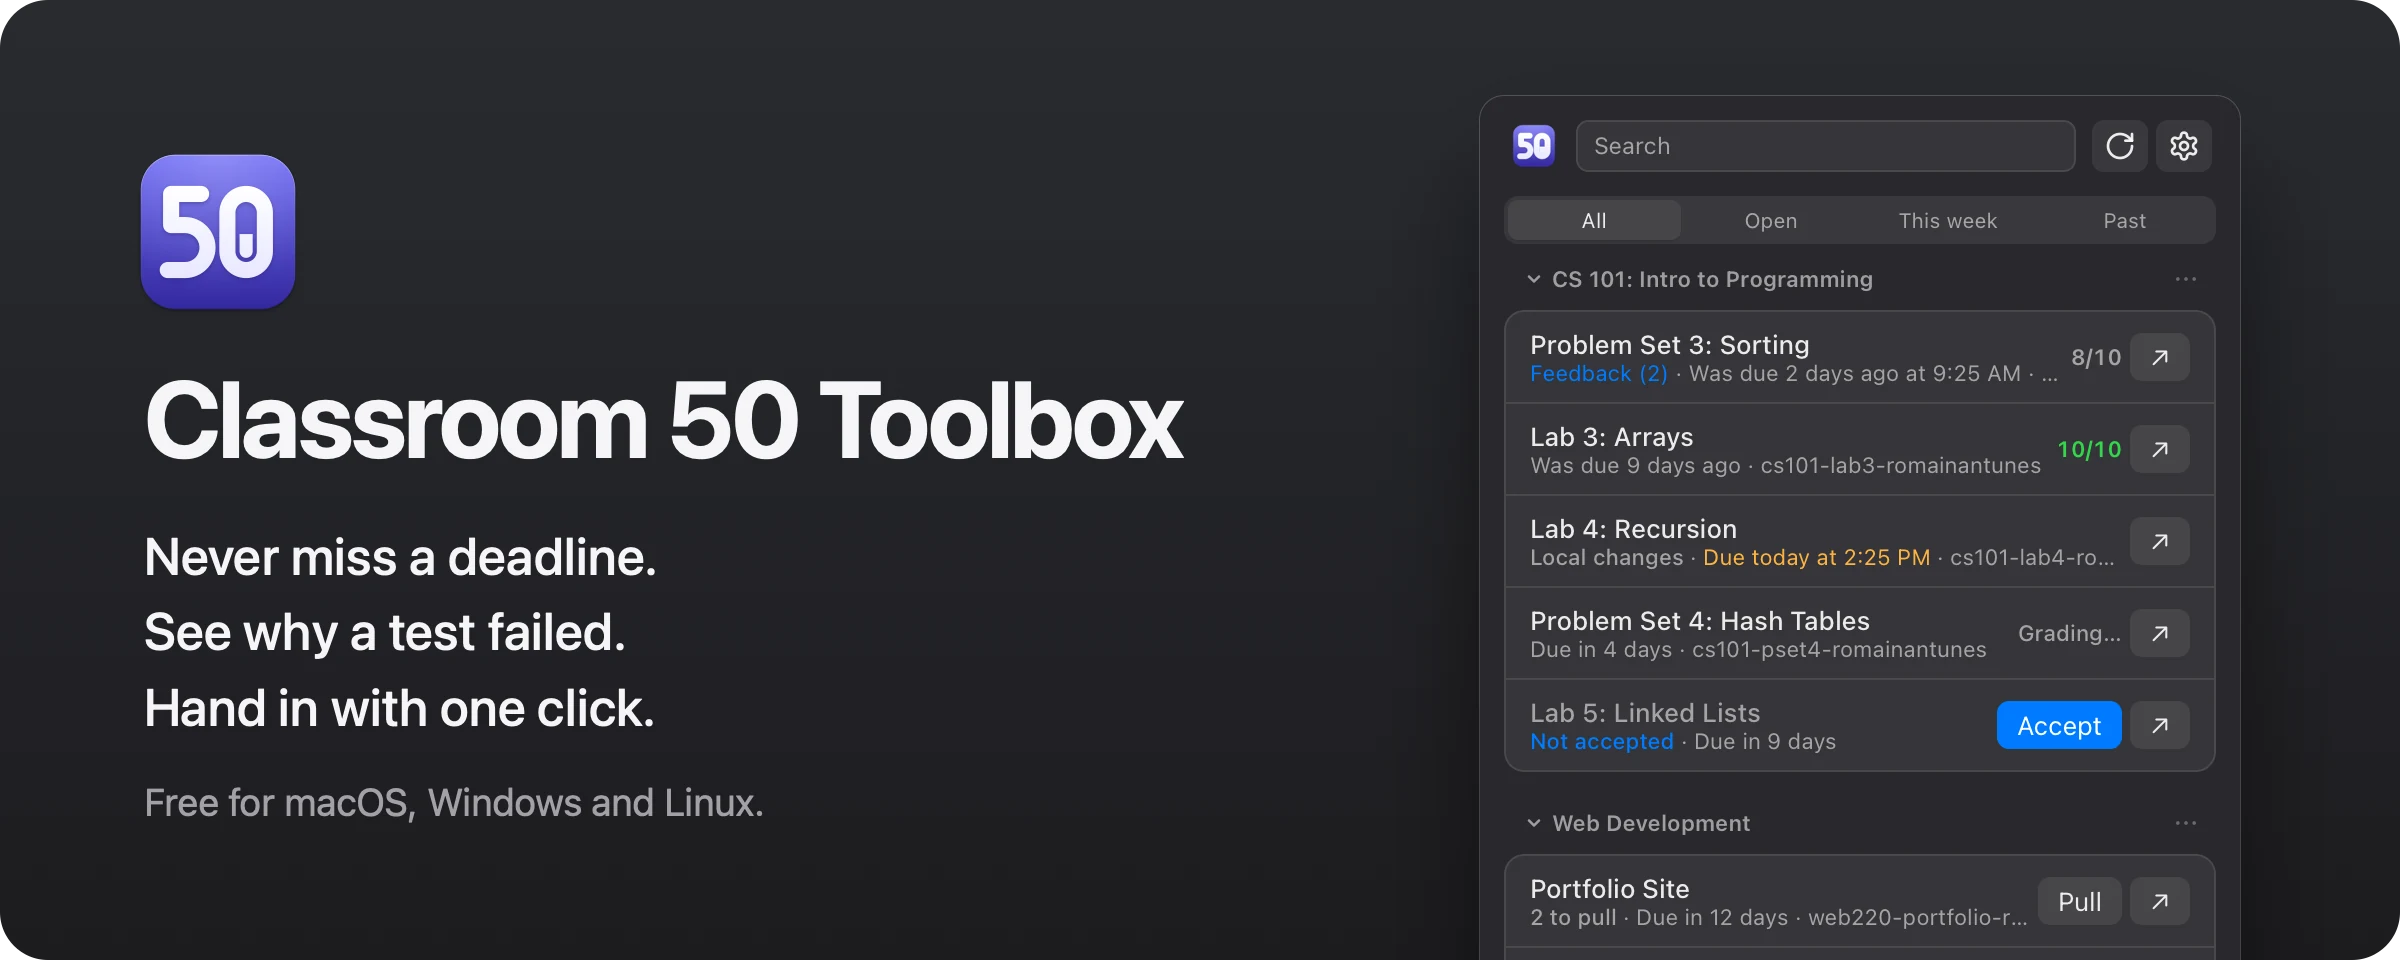 50
Classroom 50 Toolbox
Never miss a deadline.
See why a test failed.
Hand in with one click.
Free for macOS, Windows and Linux.
50 Search
All Open This week Past
CS 101: Intro to Programming ...
Problem Set 3: Sorting
Feedback (2) · Was due 2 days ago at 9:25 AM · ...
8/10
Lab 3: Arrays
Was due 9 days ago · cs101-lab3-romainantunes
10/10
Lab 4: Recursion
Local changes · Due today at 2:25 PM · cs101-lab4-ro...
Problem Set 4: Hash Tables
Due in 4 days · cs101-pset4-romainantunes
Grading...
Lab 5: Linked Lists
Not accepted · Due in 9 days
Accept
Web Development ...
Portfolio Site
2 to pull · Due in 12 days · web220-portfolio-r...
Pull